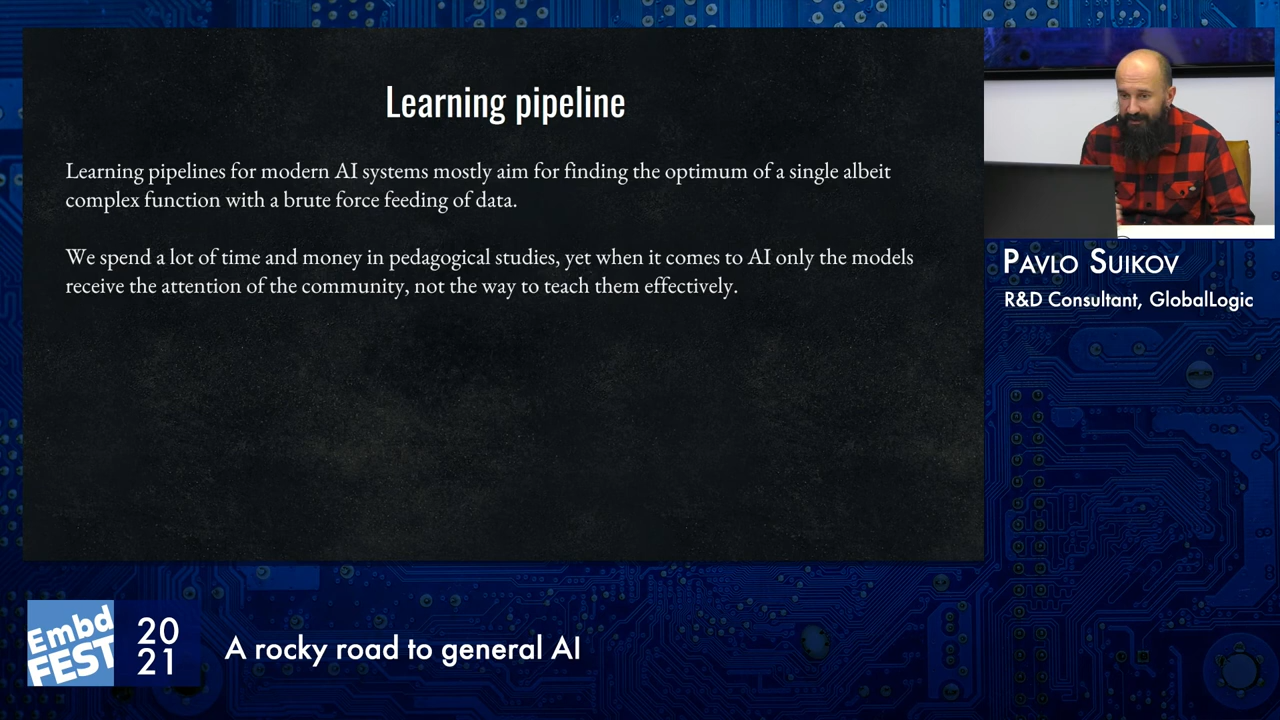 Learning pipeline
Learning pipelines for modern AI systems mostly aim for finding the optimum of a single albeit
complex function with a brute force feeding of data.
We spend a lot of time and money in pedagogical studies, yet when it comes to AI only the models
receive the attention of the community, not the way to teach them effectively.
Pavlo Suikov
R&D Consultant, GlobalLogic
Embd
FEST
20
21
A rocky road to general AI